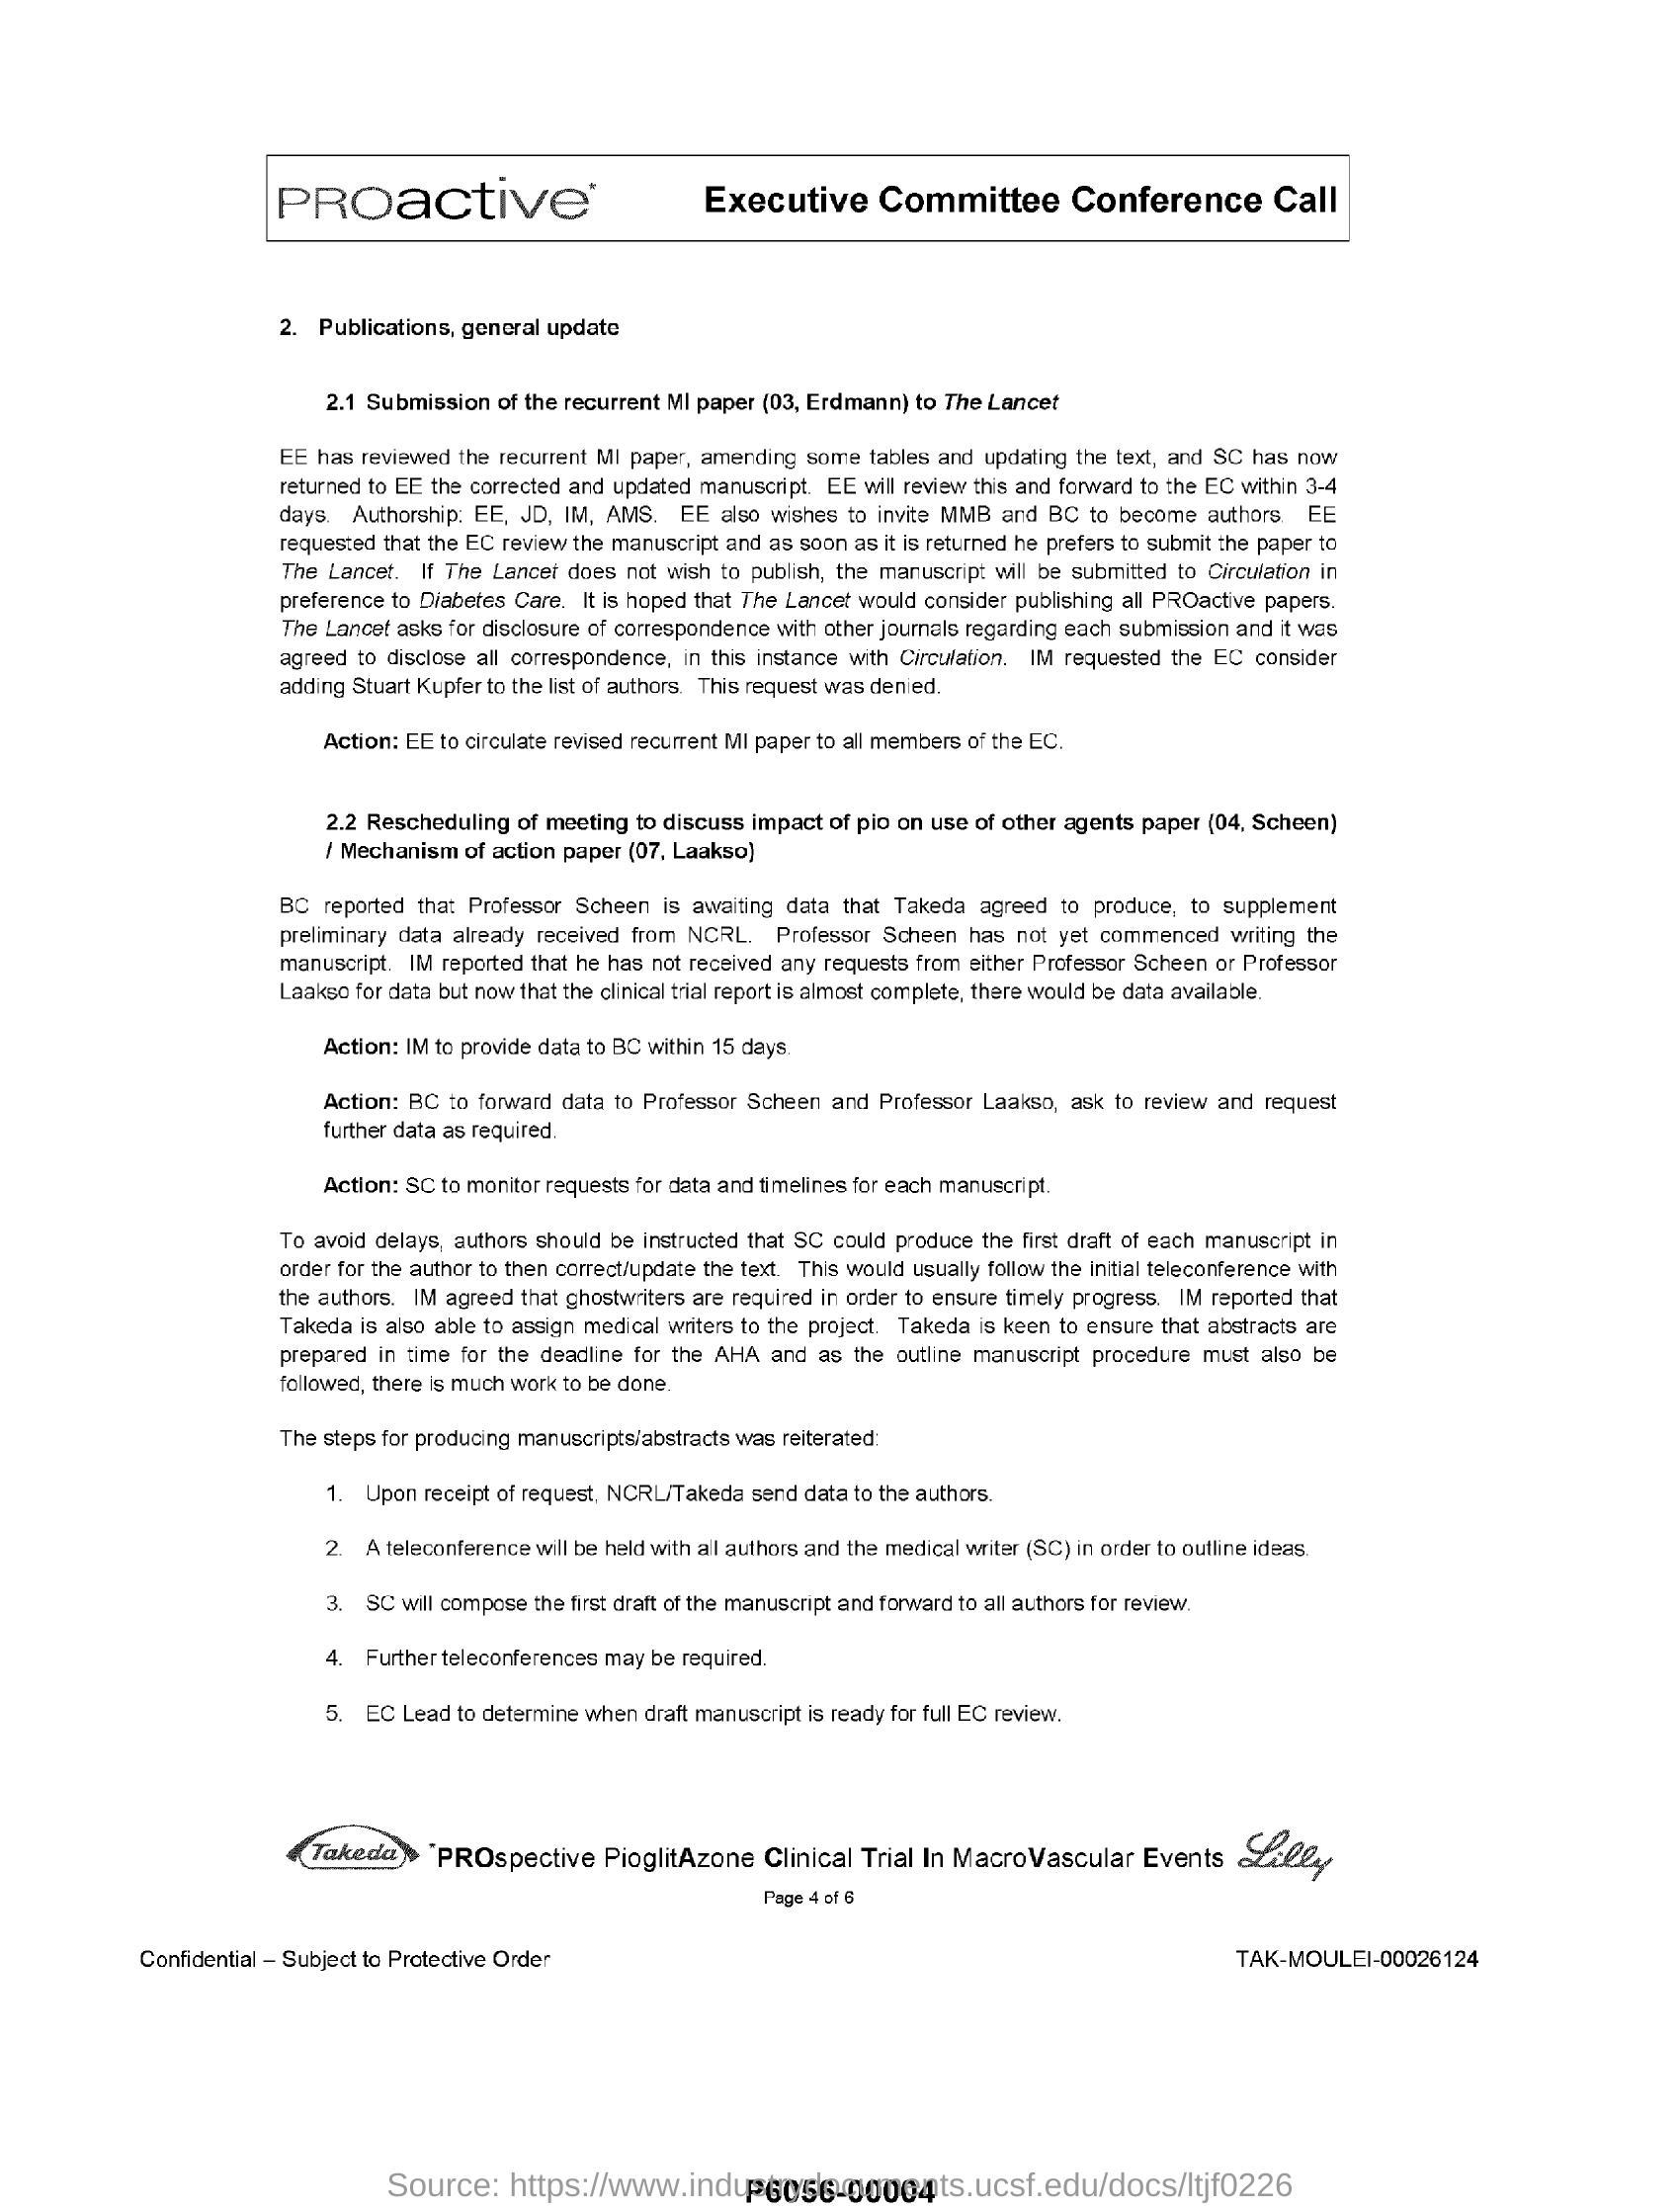 PROactive* Executive Committee Conference Call
2. Publications, general update
2.1 Submission of the recurrent MI paper (03, Erdmann) to The Lancet
EE has reviewed the recurrent MI paper, amending some tables and updating the text, and SC has now
returned to EE the corrected and updated manuscript. EE will review this and forward to the EC within 3-4
days. Authorship: EE, JD, IM, AMS. EE also wishes to invite MMB and BC to become authors. EE
requested that the EC review the manuscript and as soon as it is returned he prefers to submit the paper to
The Lancet. If The Lancet does not wish to publish, the manuscript will be submitted to Circulation in
preference to Diabetes Care. It is hoped that The Lancet would consider publishing all PROactive papers.
The Lancet asks for disclosure of correspondence with other journals regarding each submission and it was
agreed to disclose all correspondence, in this instance with Circulation. IM requested the EC consider
adding Stuart Kupfer to the list of authors. This request was denied.
Action: EE to circulate revised recurrent MI paper to all members of the EC.
2.2 Rescheduling of meeting to discuss impact of pio on use of other agents paper (04, Scheen)
/ Mechanism of action paper (07, Laakso)
BC reported that Professor Scheen is awaiting data that Takeda agreed to produce, to supplement
preliminary data already received from NCRL. Professor Scheen has not yet commenced writing the
manuscript. IM reported that he has not received any requests from either Professor Scheen or Professor
Laakso for data but now that the clinical trial report is almost complete, there would be data available.
Action: IM to provide data to BC within 15 days.
Action: BC to forward data to Professor Scheen and Professor Laakso, ask to review and request
further data as required.
Action: SC to monitor requests for data and timelines for each manuscript.
To avoid delays, authors should be instructed that SC could produce the first draft of each manuscript in
order for the author to then correct/update the text. This would usually follow the initial teleconference with
the authors. IM agreed that ghostwriters are required in order to ensure timely progress. IM reported that
Takeda is also able to assign medical writers to the project. Takeda is keen to ensure that abstracts are
prepared in time for the deadline for the AHA and as the outline manuscript procedure must also be
followed, there is much work to be done.
The steps for producing manuscripts/abstracts was reiterated:
1. Upon receipt of request, NCRL/Takeda send data to the authors.
2. A teleconference will be held with all authors and the medical writer (SC) in order to outline ideas.
3. SC will compose the first draft of the manuscript and forward to all authors for review.
4. Further teleconferences may be required.
5. EC Lead to determine when draft manuscript is ready for full EC review.
Takeda *PROspective PioglitAzone Clinical Trial In MacroVascular Events Lilly
Page 4 of 6
Confidential – Subject to Protective Order TAK-MOULEI-00026124
Source: https://www.industrydocuments.ucsf.edu/docs/ltjf0226
P6056-00064